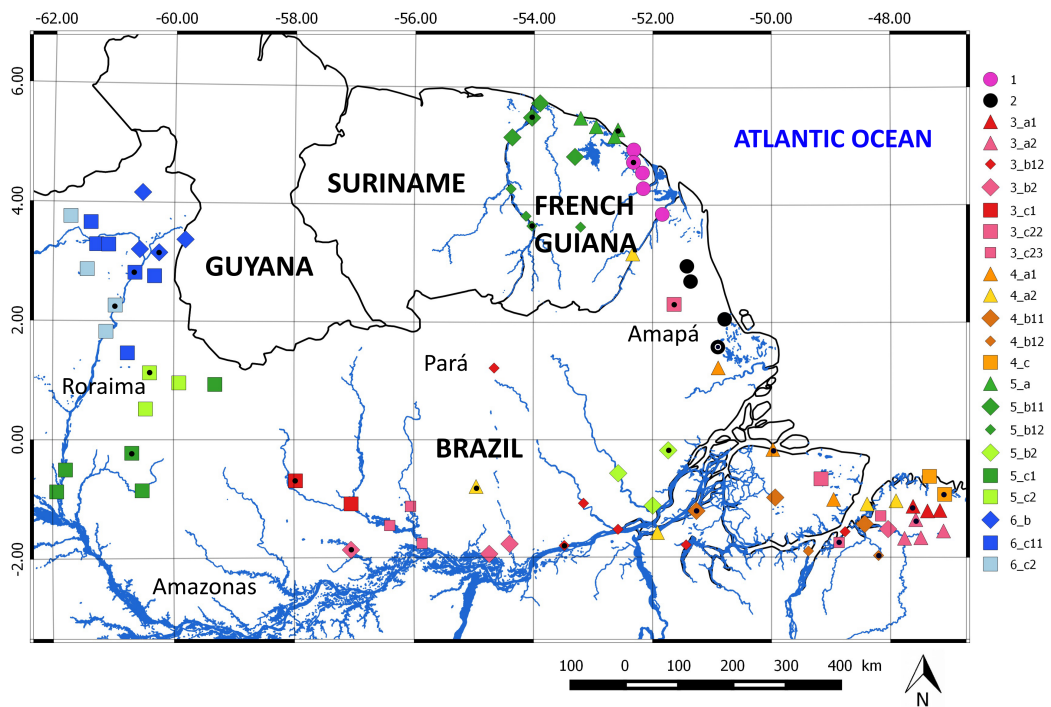 -62.00 -60.00 -58.00 -56.00 -54.00 -52.00 -50.00 -48.00
6.00
4.00
2.00
0.00
-2.00
ATLANTIC OCEAN
SURINAME
FRENCH
GUIANA
GUYANA
Amapá
Pará
Roraima
BRAZIL
Amazonas
1
2
3_a1
3_a2
3_b12
3_b2
3_c1
3_c22
3_c23
4_a1
4_a2
4_b11
4_b12
4_c
5_a
5_b11
5_b12
5_b2
5_c1
5_c2
6_b
6_c11
6_c2
100 0 100 200 300 400 km
N